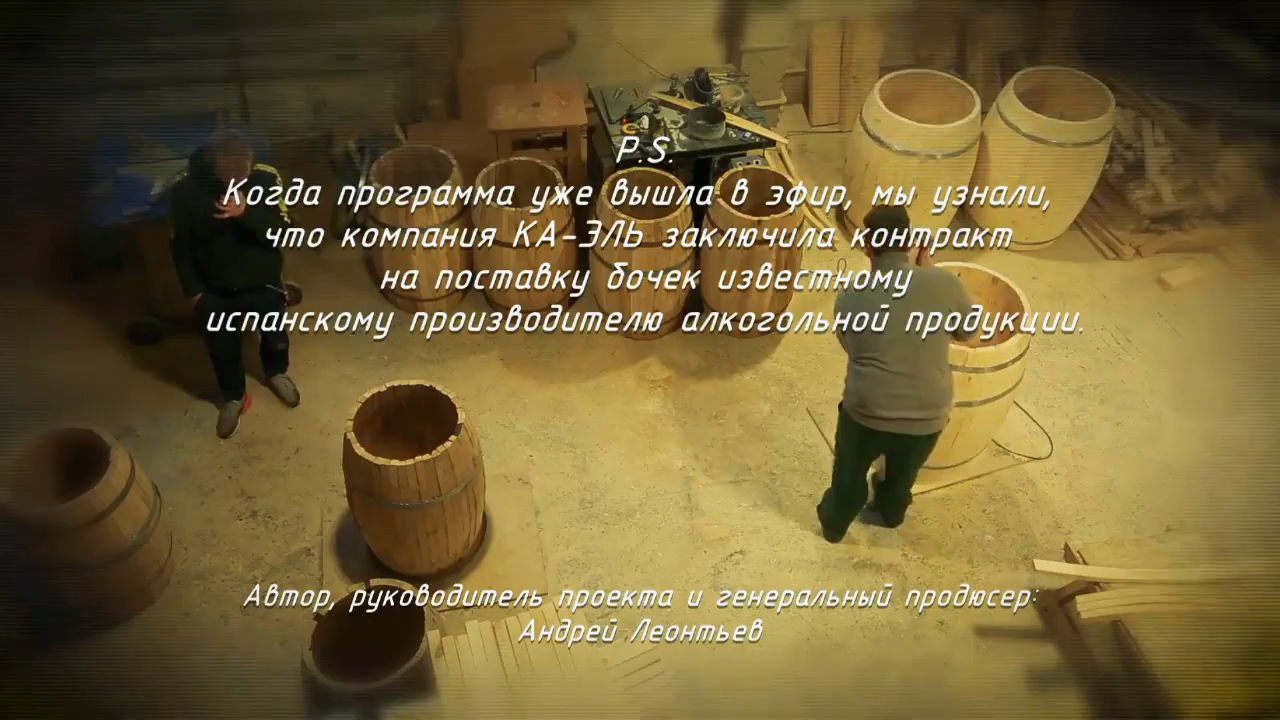 P.S.
Когда программа уже вышла в эфир, мы узнали,
что компания КА-ЭЛЬ заключила контракт
на поставку бочек известному
испанскому производителю алкогольной продукции.
Автор, руководитель проекта и генеральный продюсер:
Андрей Леонтьев